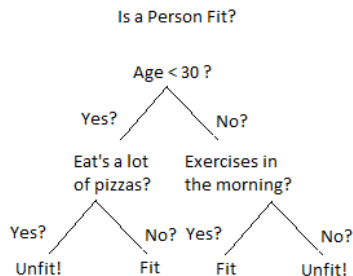 Is a Person Fit?
Age < 30 ?
Yes?
No?
Eat's a lot
of pizzas?
Exercises in
the morning?
Yes?
No?
Yes?
No?
Unfit!
Fit
Fit
Unfit!